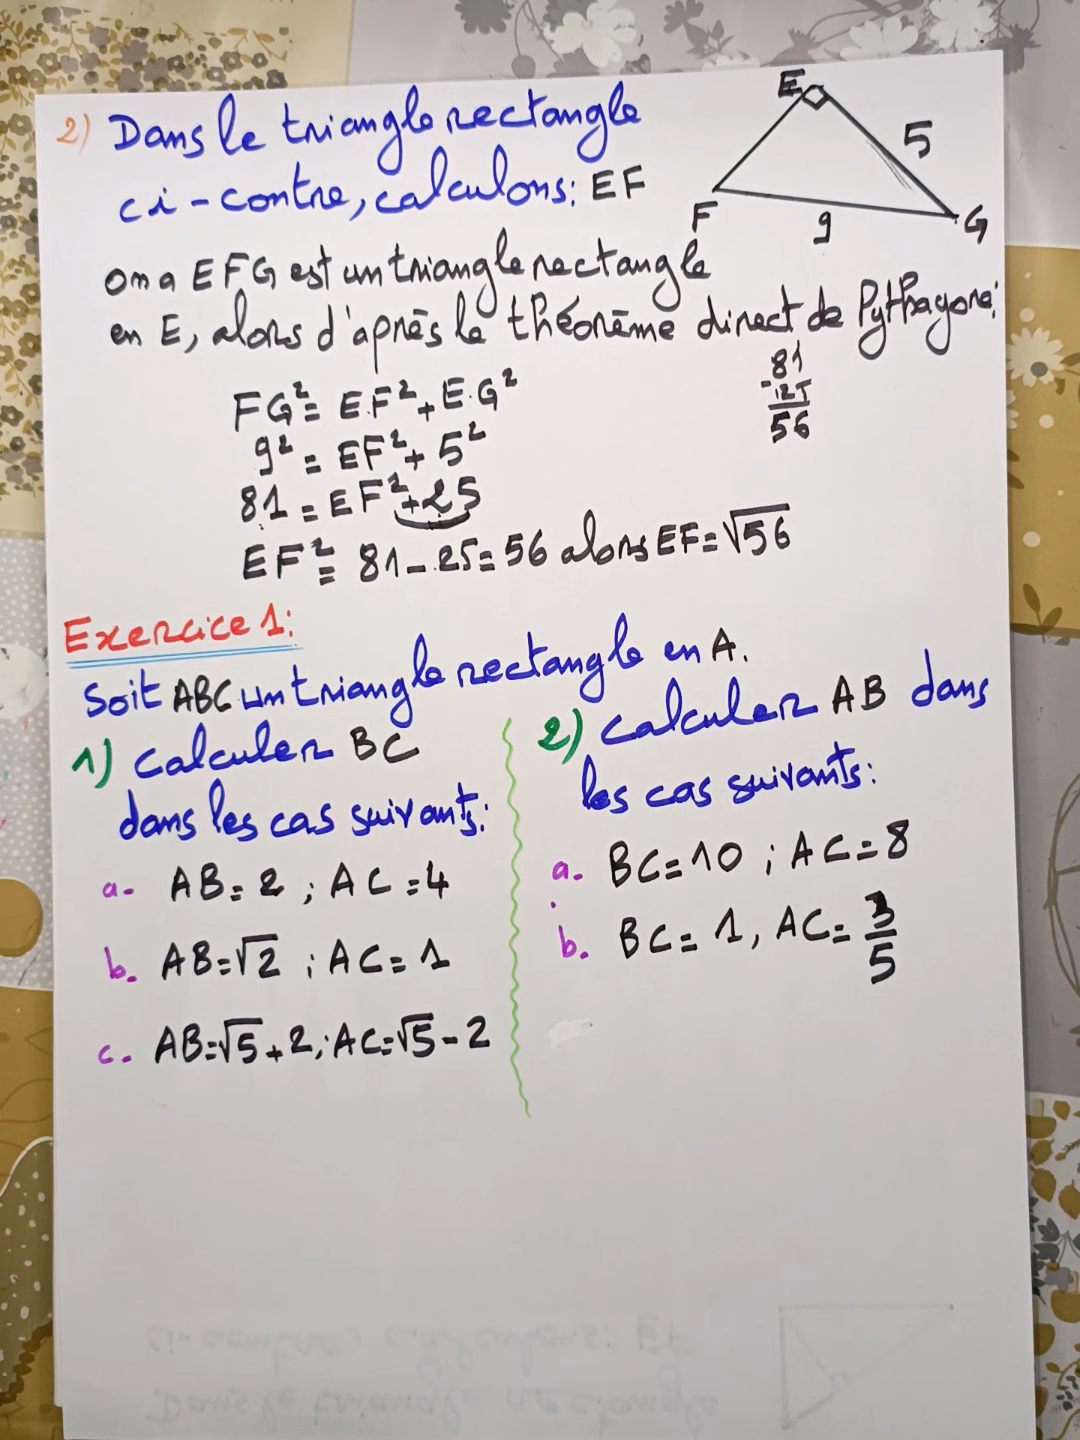 2) Dans le triangle rectangle
ci-contre, calculons: EF
E
5
F
9
G
on a EFG est un triangle rectangle
en E, alors d'après le théorème direct de Pythagore:
81
-25
56
FG² = EF² + EG²
9² = EF² + 5²
81 = EF² + 25
EF² = 81 - 25 = 56 alors EF = √56
Exercice 1:
Soit ABC un triangle rectangle en A.
1) calculer BC
dans les cas suivants:
a- AB = 2 ; AC = 4
b. AB = √2 ; AC = 1
c. AB = √5 + 2 ; AC = √5 - 2
2) calculer AB dans
les cas suivants:
a. BC = 10 ; AC = 8
b. BC = 1, AC = 3/5